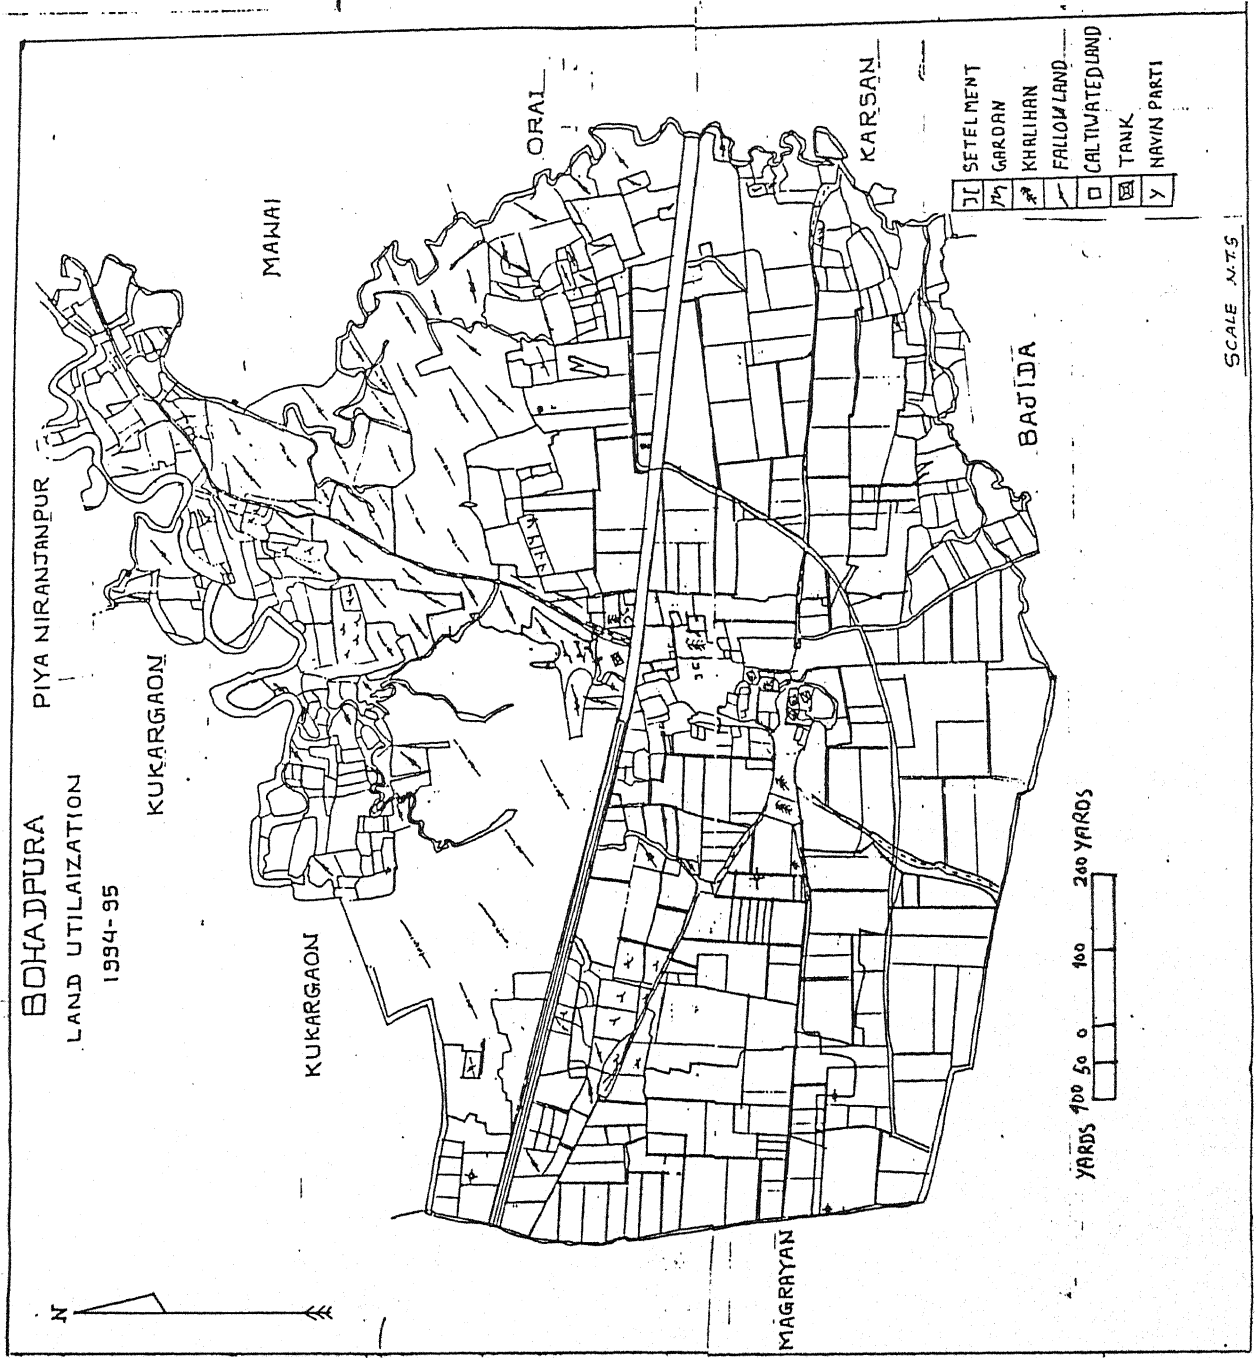 BOHADPURA
LAND UTILAIZATION
1994-95
N
PIYA NIRANJANPUR
KUKARGAON
KUKARGAON
MAWAI
ORAI
KARSAN
BAJIDA
MAGRAYAN
SETELMENT
GARDAN
KHALIHAN
FALLOW LAND
CALTIWATED LAND
TANK
NAVIN PARTI
YARDS 100 50 0 100 200 YARDS
SCALE N.T.S